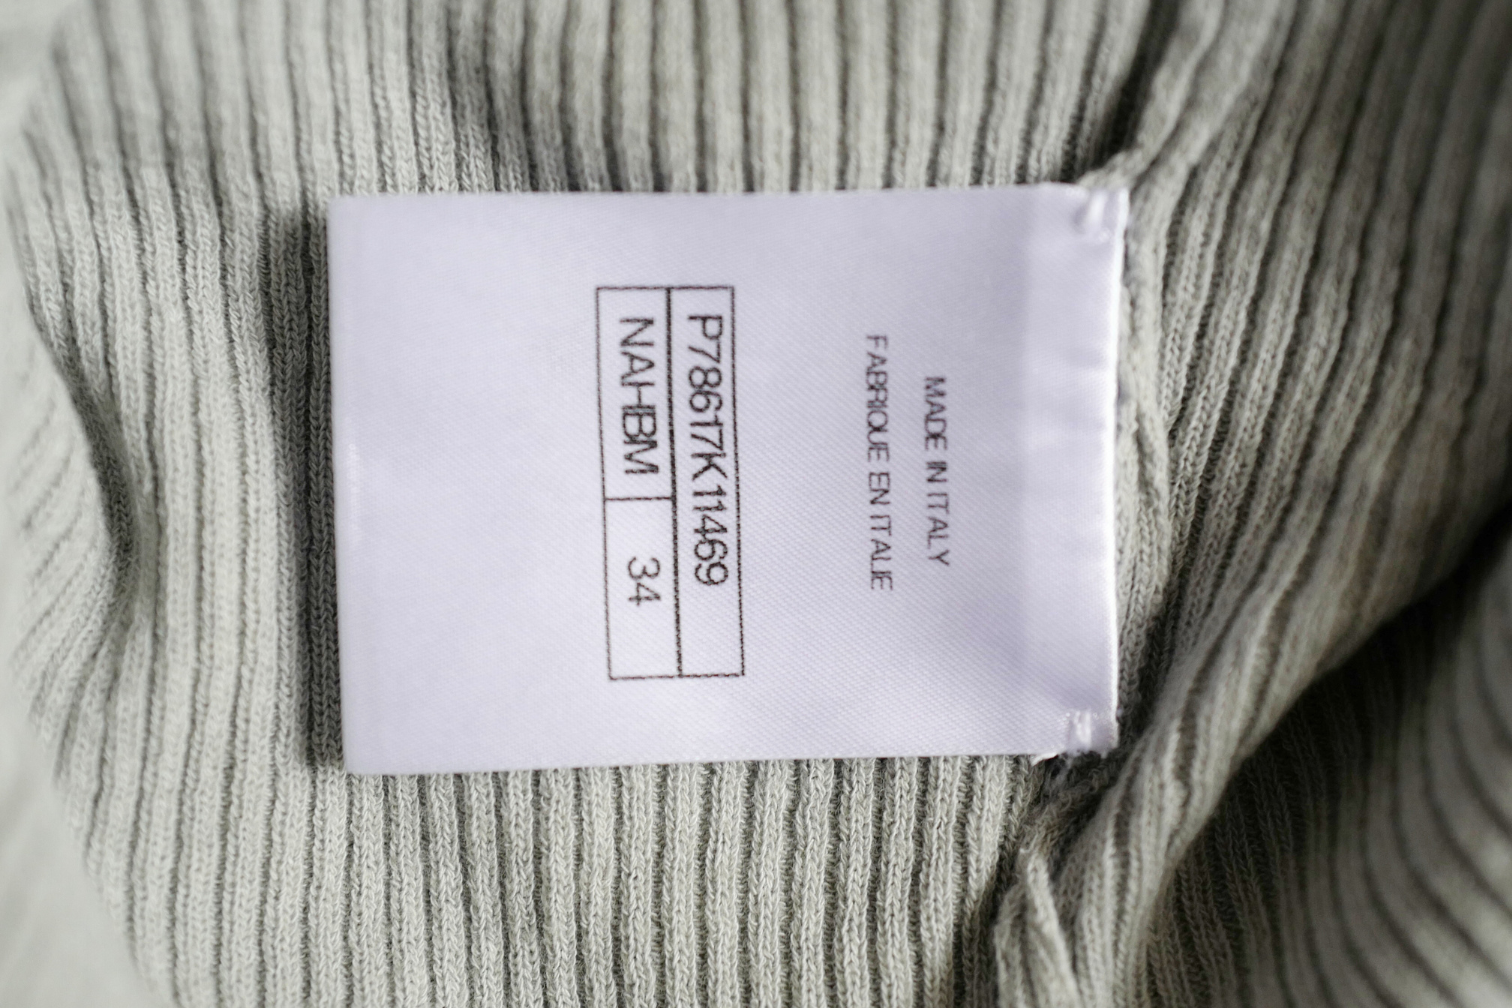 MADE IN ITALY
FABRIQUE EN ITALIE
P78617K11469
NAHBM 34